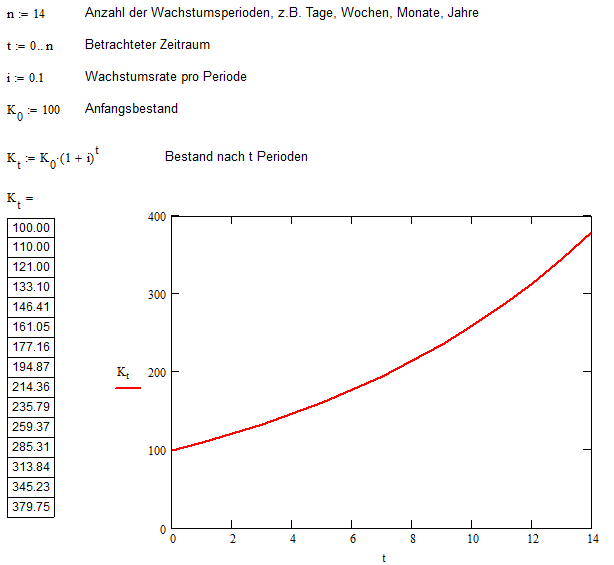 n := 14 Anzahl der Wachstumsperioden, z.B. Tage, Wochen, Monate, Jahre
t := 0.. n Betrachteter Zeitraum
i := 0.1 Wachstumsrate pro Periode
K₀ := 100 Anfangsbestand
Kₜ := K₀·(1 + i)ᵗ Bestand nach t Perioden
Kₜ =
100.00
110.00
121.00
133.10
146.41
161.05
177.16
194.87
214.36
235.79
259.37
285.31
313.84
345.23
379.75
400
300
200
100
0
Kₜ
0 2 4 6 8 10 12 14
t